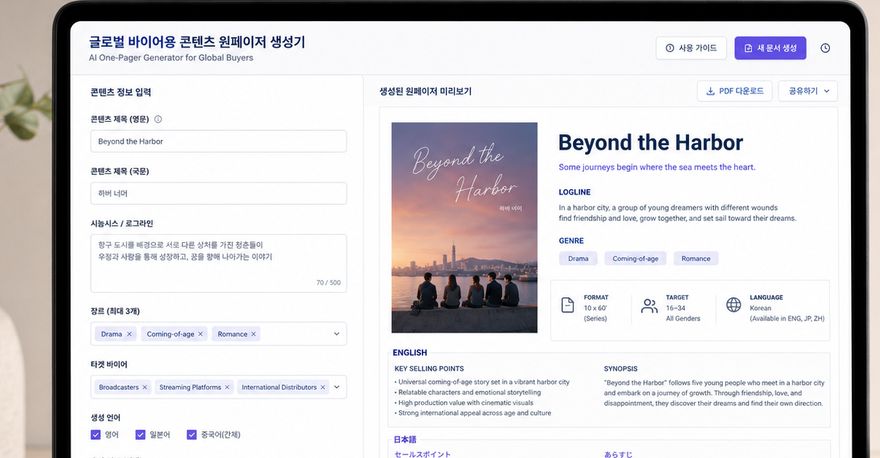 글로벌 바이어용 콘텐츠 원페이저 생성기
AI One-Pager Generator for Global Buyers
사용 가이드
새 문서 생성
콘텐츠 정보 입력
콘텐츠 제목 (영문)
Beyond the Harbor
콘텐츠 제목 (국문)
하버 너머
시놉시스 / 로그라인
항구 도시를 배경으로 서로 다른 상처를 가진 청춘들이
우정과 사랑을 통해 성장하고, 꿈을 향해 나아가는 이야기
70 / 500
장르 (최대 3개)
Drama ×
Coming-of-age ×
Romance ×
타겟 바이어
Broadcasters ×
Streaming Platforms ×
International Distributors ×
생성 언어
영어
일본어
중국어(간체)
생성된 원페이저 미리보기
PDF 다운로드
공유하기
Beyond the
Harbor
하버 너머
Beyond the Harbor
Some journeys begin where the sea meets the heart.
LOGLINE
In a harbor city, a group of young dreamers with different wounds
find friendship and love, grow together, and set sail toward their dreams.
GENRE
Drama
Coming-of-age
Romance
FORMAT
10 x 60'
(Series)
TARGET
16–34
All Genders
LANGUAGE
Korean
(Available in ENG, JP, ZH)
ENGLISH
KEY SELLING POINTS
• Universal coming-of-age story set in a vibrant harbor city
• Relatable characters and emotional storytelling
• High production value with cinematic visuals
• Strong international appeal across age and culture
SYNOPSIS
"Beyond the Harbor" follows five young people who meet in a harbor city
and embark on a journey of growth. Through friendship, love, and
disappointment, they discover their dreams and find their own direction.
日本語
セールスポイント
あらすじ